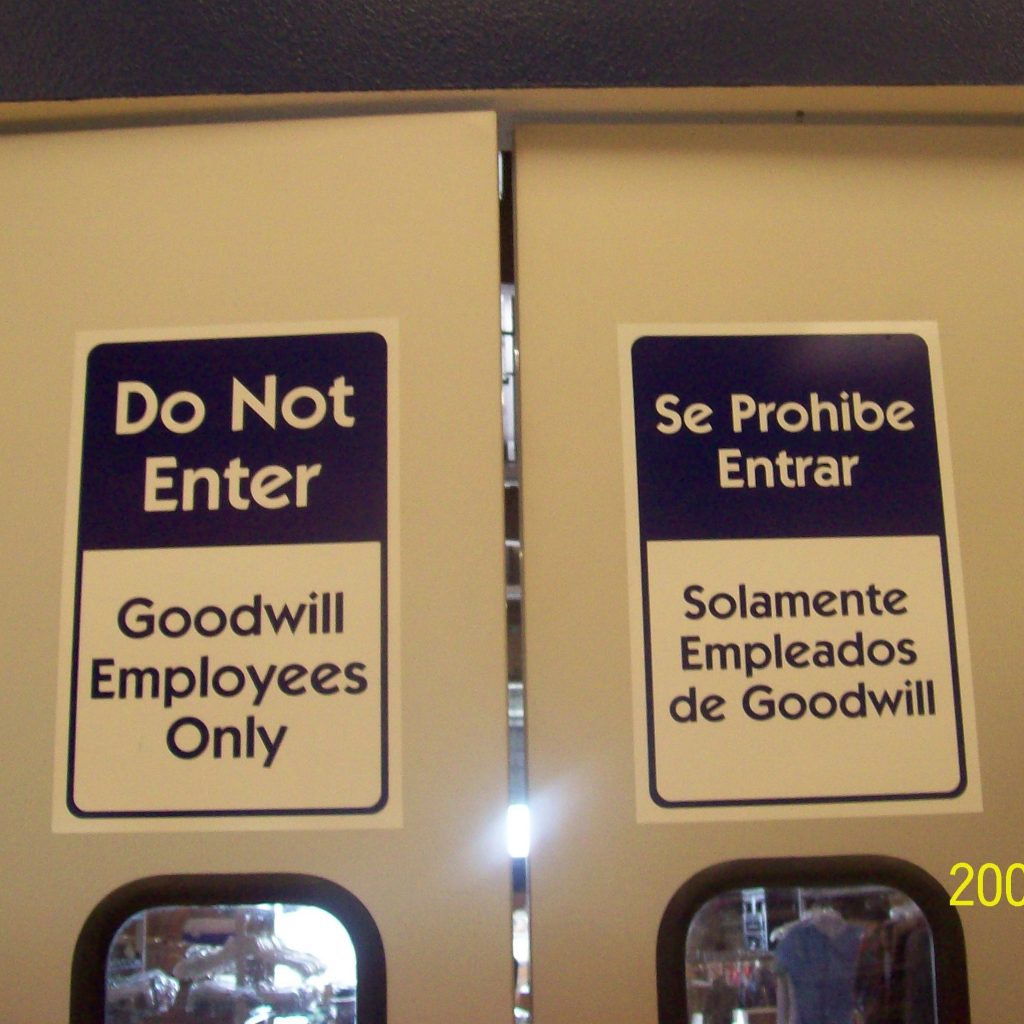 Do Not
Enter
Goodwill
Employees
Only
Se Prohibe
Entrar
Solamente
Empleados
de Goodwill
200